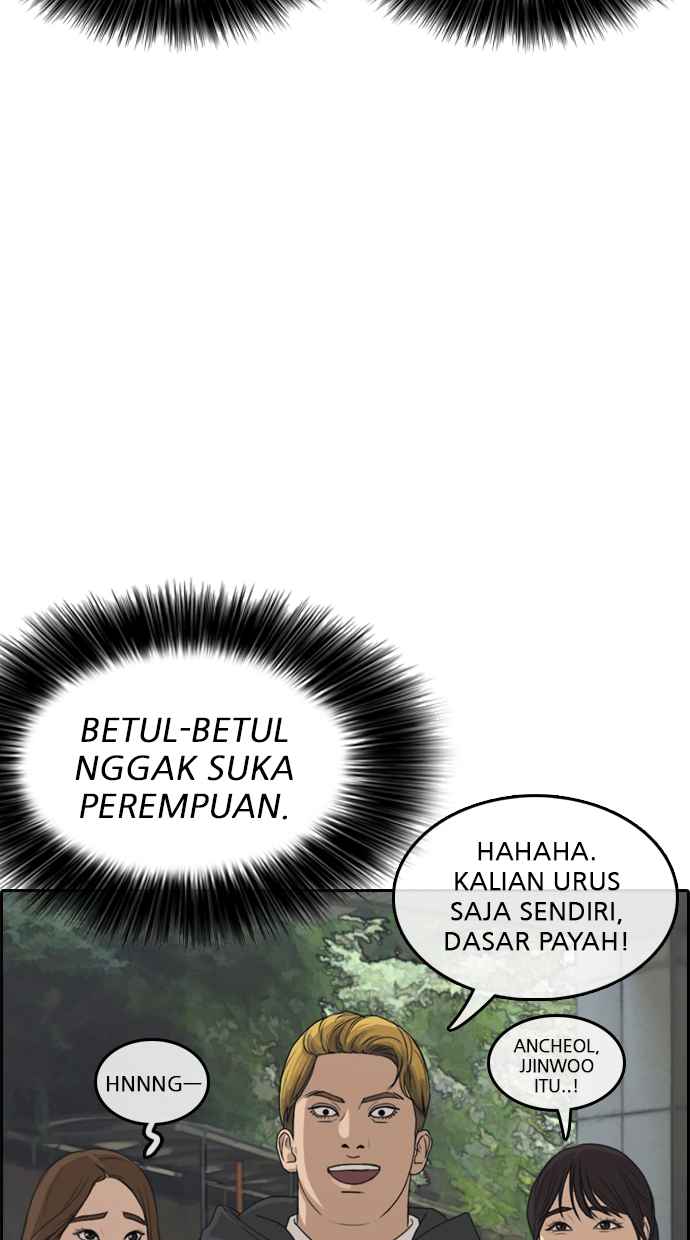 BETUL-BETUL
NGGAK SUKA
PEREMPUAN.
HAHAHA.
KALIAN URUS
SAJA SENDIRI,
DASAR PAYAH!
ANCHEOL,
JJINWOO
ITU..!
HNNNG—